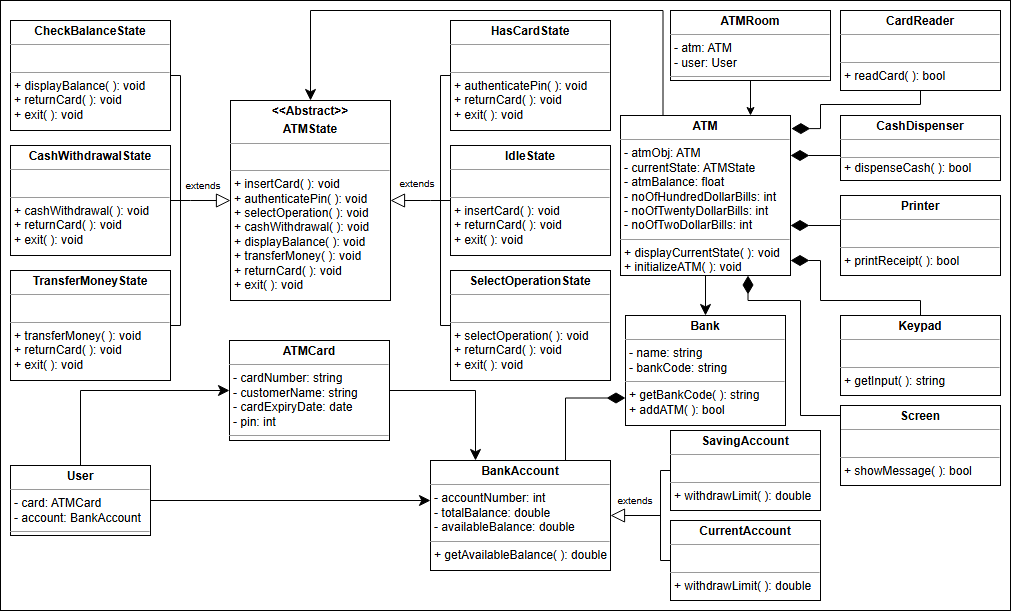 CheckBalanceState
+ displayBalance( ): void
+ returnCard( ): void
+ exit( ): void
CashWithdrawalState
+ cashWithdrawal( ): void
+ returnCard( ): void
+ exit( ): void
TransferMoneyState
+ transferMoney( ): void
+ returnCard( ): void
+ exit( ): void
extends
<<Abstract>>
ATMState
+ insertCard( ): void
+ authenticatePin( ): void
+ selectOperation( ): void
+ cashWithdrawal( ): void
+ displayBalance( ): void
+ transferMoney( ): void
+ returnCard( ): void
+ exit( ): void
extends
HasCardState
+ authenticatePin( ): void
+ returnCard( ): void
+ exit( ): void
IdleState
+ insertCard( ): void
+ returnCard( ): void
+ exit( ): void
SelectOperationState
+ selectOperation( ): void
+ returnCard( ): void
+ exit( ): void
ATMRoom
- atm: ATM
- user: User
ATM
- atmObj: ATM
- currentState: ATMState
- atmBalance: float
- noOfHundredDollarBills: int
- noOfTwentyDollarBills: int
- noOfTwoDollarBills: int
+ displayCurrentState( ): void
+ initializeATM( ): void
CardReader
+ readCard( ): bool
CashDispenser
+ dispenseCash( ): bool
Printer
+ printReceipt( ): bool
Keypad
+ getInput( ): string
Screen
+ showMessage( ): bool
Bank
- name: string
- bankCode: string
+ getBankCode( ): string
+ addATM( ): bool
ATMCard
- cardNumber: string
- customerName: string
- cardExpiryDate: date
- pin: int
User
- card: ATMCard
- account: BankAccount
BankAccount
- accountNumber: int
- totalBalance: double
- availableBalance: double
+ getAvailableBalance( ): double
extends
SavingAccount
+ withdrawLimit( ): double
CurrentAccount
+ withdrawLimit( ): double